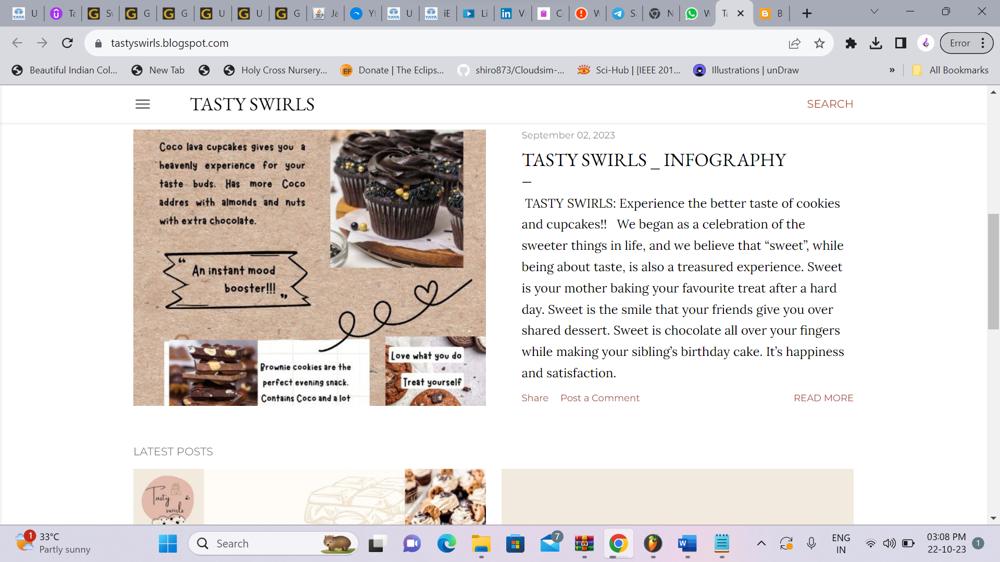 U
Ta
G
G
U
U
G
Ja
Yt
TATA
U
TATA
iE
Li
in
Vi
C
W
S
N
W
Ta
B
tastyswirls.blogspot.com
Error
Beautiful Indian Col...
New Tab
Holy Cross Nursery...
EF
Donate | The Eclips...
shiro873/Cloudsim-...
Sci-Hub | [IEEE 201...
Illustrations | unDraw
»
All Bookmarks
TASTY SWIRLS
SEARCH
Coco lava cupcakes gives you a
heavenly experience for your
taste buds. Has more Coco
addres with almonds and nuts
with extra chocolate.
“ An instant mood
booster!!! ”
Brownie cookies are the
perfect evening snack.
Contains Coco and a lot
Love what you do
Treat yourself
September 02, 2023
TASTY SWIRLS _ INFOGRAPHY
_
TASTY SWIRLS: Experience the better taste of cookies
and cupcakes!!   We began as a celebration of the
sweeter things in life, and we believe that “sweet”, while
being about taste, is also a treasured experience. Sweet
is your mother baking your favourite treat after a hard
day. Sweet is the smile that your friends give you over
shared dessert. Sweet is chocolate all over your fingers
while making your sibling’s birthday cake. It’s happiness
and satisfaction.
Share
Post a Comment
READ MORE
LATEST POSTS
Tasty
swirls
1
33°C
Partly sunny
Search
7
W
ENG
IN
03:08 PM
22-10-23
1